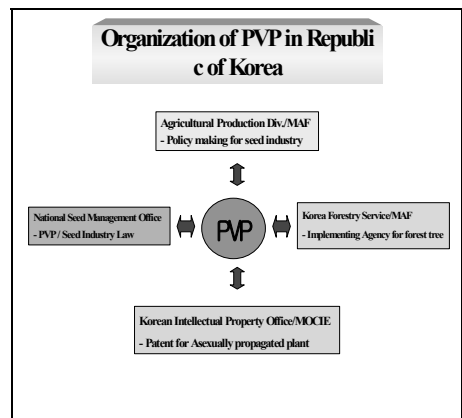 Organization of PVP in Republi
c of Korea
Agricultural Production Div./MAF
- Policy making for seed industry
National Seed Management Office
- PVP / Seed Industry Law
PVP
Korea Forestry Service/MAF
- Implementing Agency for forest tree
Korean Intellectual Property Office/MOCIE
- Patent for Asexually propagated plant